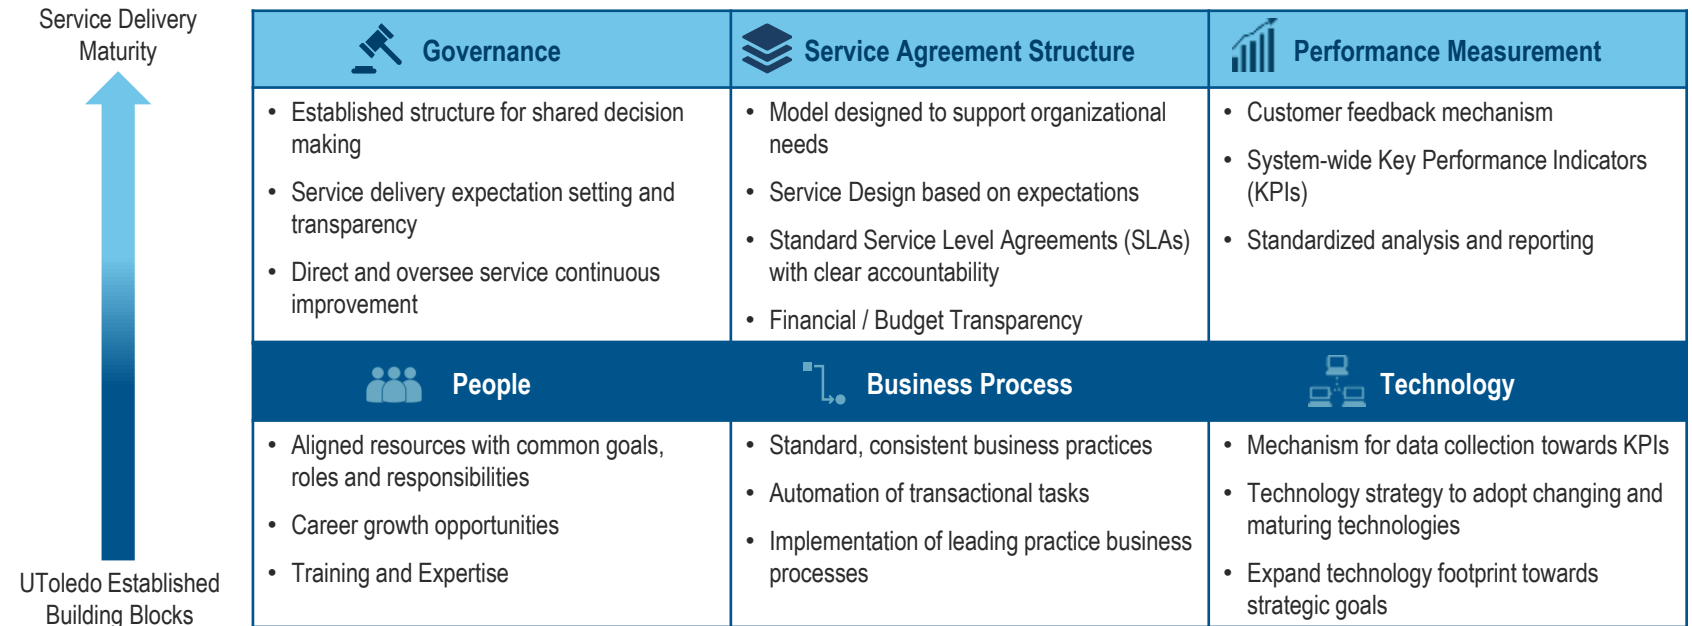 Service Delivery
Maturity
Governance
Service Agreement Structure
Performance Measurement
• Established structure for shared decision
making
• Service delivery expectation setting and
transparency
• Direct and oversee service continuous
improvement
• Model designed to support organizational
needs
• Service Design based on expectations
• Standard Service Level Agreements (SLAs)
with clear accountability
• Financial / Budget Transparency
• Customer feedback mechanism
• System-wide Key Performance Indicators
(KPIs)
• Standardized analysis and reporting
People
Business Process
Technology
• Aligned resources with common goals,
roles and responsibilities
• Career growth opportunities
• Training and Expertise
• Standard, consistent business practices
• Automation of transactional tasks
• Implementation of leading practice business
processes
• Mechanism for data collection towards KPIs
• Technology strategy to adopt changing and
maturing technologies
• Expand technology footprint towards
strategic goals
UToledo Established
Building Blocks